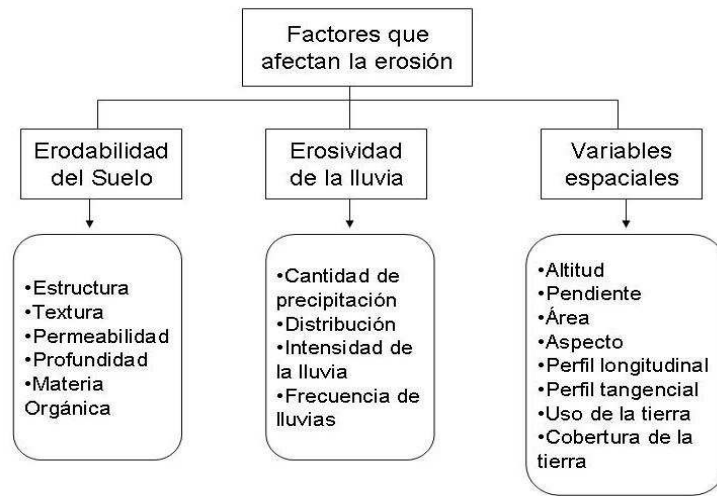 Factores que
afectan la erosión
Erodabilidad
del Suelo
Erosividad
de la lluvia
Variables
espaciales
•Estructura
•Textura
•Permeabilidad
•Profundidad
•Materia
Orgánica
•Cantidad de
precipitación
•Distribución
•Intensidad de
la lluvia
•Frecuencia de
lluvias
•Altitud
•Pendiente
•Área
•Aspecto
•Perfil longitudinal
•Perfil tangencial
•Uso de la tierra
•Cobertura de la
tierra